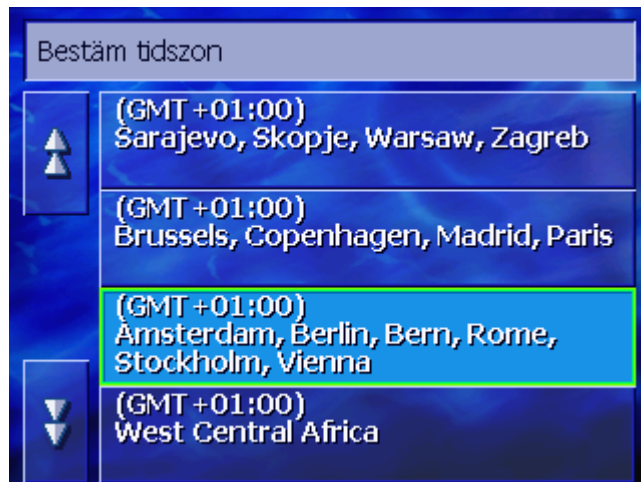 Bestäm tidszon
(GMT+01:00)
Sarajevo, Skopje, Warsaw, Zagreb
(GMT+01:00)
Brussels, Copenhagen, Madrid, Paris
(GMT+01:00)
Amsterdam, Berlin, Bern, Rome,
Stockholm, Vienna
(GMT+01:00)
West Central Africa